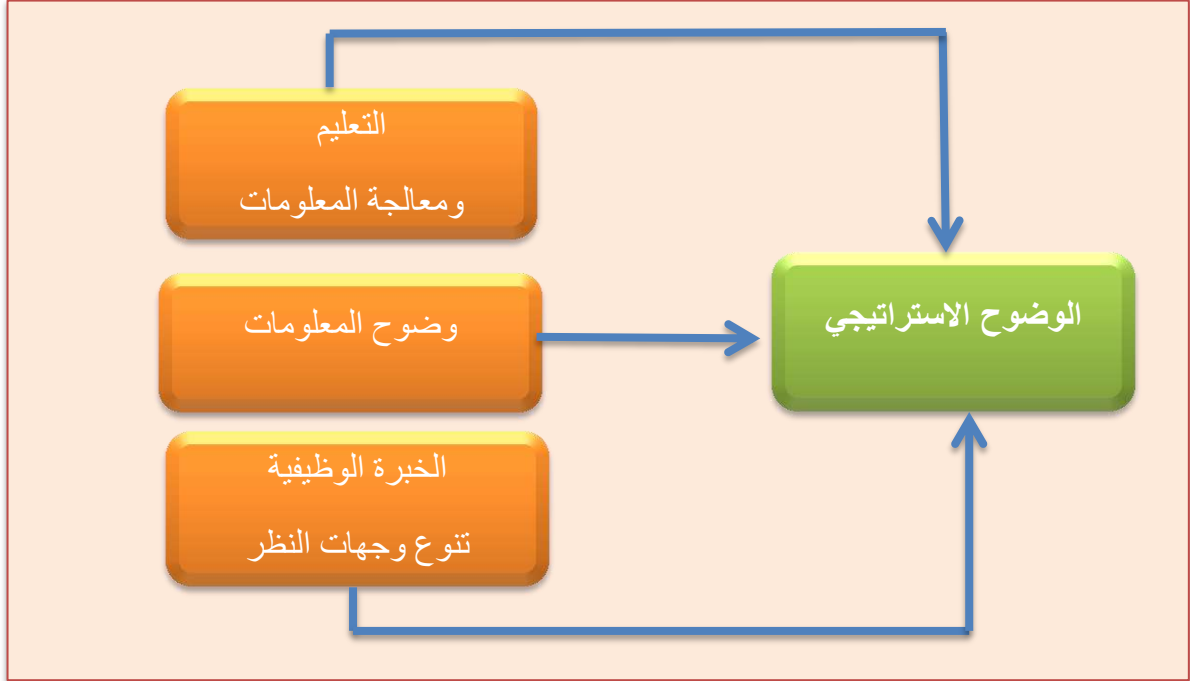 التعليم
ومعالجة المعلومات
وضوح المعلومات
الوضوح الاستراتيجي
الخبرة الوظيفية
تنوع وجهات النظر